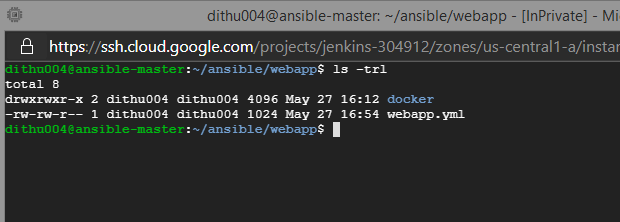 dithu004@ansible-master: ~/ansible/webapp - [InPrivate] - Mi
https://ssh.cloud.google.com/projects/jenkins-304912/zones/us-central1-a/instan
dithu004@ansible-master:~/ansible/webapp$ ls -trl
total 8
drwxrwxr-x 2 dithu004 dithu004 4096 May 27 16:12 docker
-rw-rw-r-- 1 dithu004 dithu004 1024 May 27 16:54 webapp.yml
dithu004@ansible-master:~/ansible/webapp$